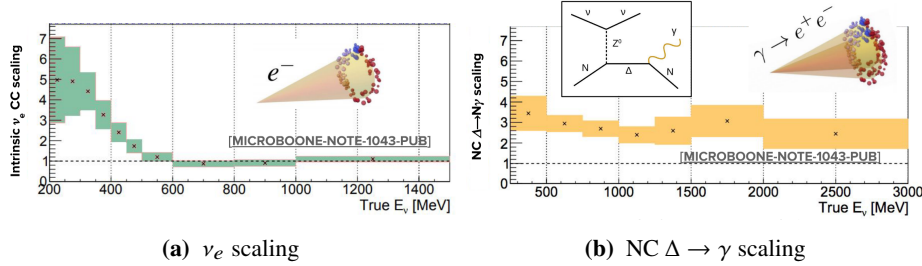 Intrinsic νe CC scaling
7
6
5
4
3
2
1
200
400
600
800
1000
1200
1400
True Eν [MeV]
e−
[MICROBOONE-NOTE-1043-PUB]
NC Δ→Nγ scaling
7
6
5
4
3
2
1
0
500
1000
1500
2000
2500
3000
True Eν [MeV]
ν
ν
Z0
γ
N
Δ
N
γ → e+ e−
[MICROBOONE-NOTE-1043-PUB]
(a) νe scaling
(b) NC Δ → γ scaling